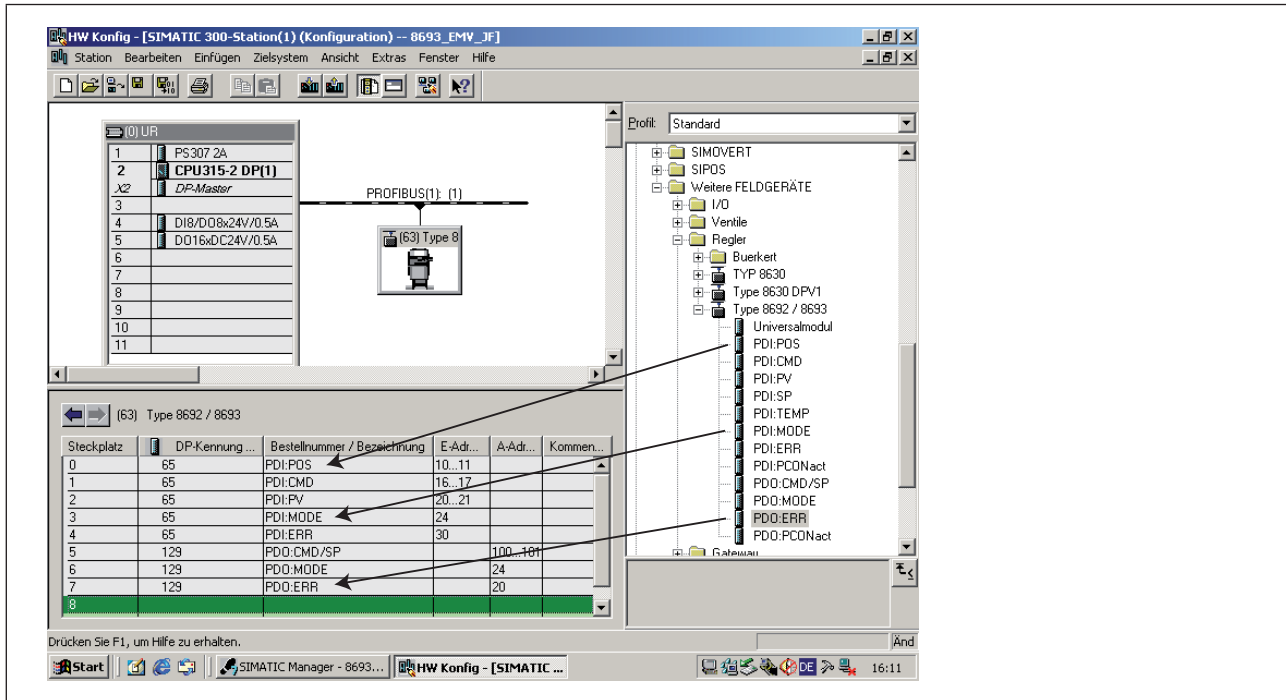 HW Konfig - [SIMATIC 300-Station(1) (Konfiguration) -- 8693_EMV_JF]
Station Bearbeiten Einfügen Zielsystem Ansicht Extras Fenster Hilfe
(0) UR
1 PS307 2A
2 CPU315-2 DP(1)
X2 DP-Master
3
4 DI8/DO8x24V/0.5A
5 DO16xDC24V/0.5A
6
7
8
9
10
11
PROFIBUS(1): (1)
(63) Type 8
Profil: Standard
SIMOVERT
SIPOS
Weitere FELDGERÄTE
I/O
Ventile
Regler
Buerkert
TYP 8630
Type 8630 DPV1
Type 8692 / 8693
Universalmodul
PDI:POS
PDI:CMD
PDI:PV
PDI:SP
PDI:TEMP
PDI:MODE
PDI:ERR
PDI:PCONact
PDO:CMD/SP
PDO:MODE
PDO:ERR
PDO:PCONact
Gateway
(63) Type 8692 / 8693
Steckplatz DP-Kennung ... Bestellnummer / Bezeichnung E-Adr... A-Adr... Kommen...
0 65 PDI:POS 10...11
1 65 PDI:CMD 16...17
2 65 PDI:PV 20...21
3 65 PDI:MODE 24
4 65 PDI:ERR 30
5 129 PDO:CMD/SP 100...101
6 129 PDO:MODE 24
7 129 PDO:ERR 20
8
Drücken Sie F1, um Hilfe zu erhalten. Änd
Start SIMATIC Manager - 8693... HW Konfig - [SIMATIC ... DE 16:11